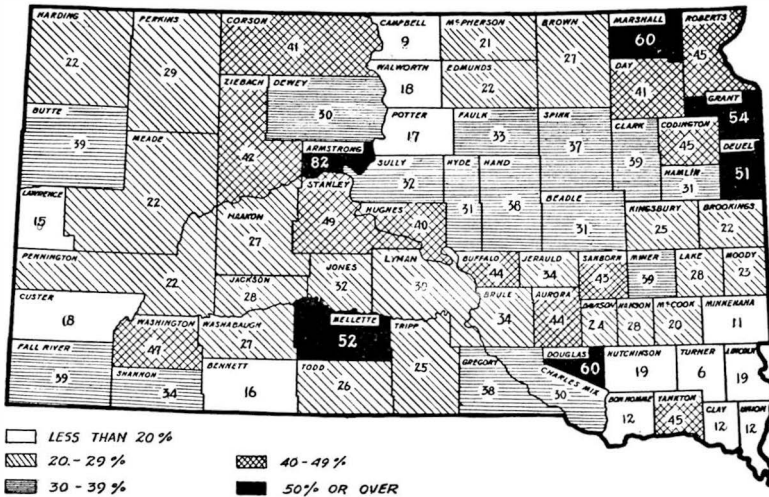 HARDING
22
PERKINS
29
CORSON
41
CAMPBELL
9
McPHERSON
21
BROWN
27
MARSHALL
60
ROBERTS
45
WALWORTH
18
EDMUNDS
22
DAY
41
GRANT
54
BUTTE
39
MEADE
22
ZIEBACH
42
DEWEY
30
ARMSTRONG
82
POTTER
17
FAULK
33
SPINK
37
CLARK
39
CODINGTON
45
DEUEL
51
HAMLIN
31
LAWRENCE
15
STANLEY
49
SULLY
32
HYDE
31
HAND
38
BEADLE
31
KINGSBURY
25
BROOKINGS
22
HAAKON
27
HUGHES
40
PENNINGTON
22
JACKSON
28
JONES
32
LYMAN
BUFFALO
44
JERAULD
34
SANBORN
43
MINER
39
LAKE
28
MOODY
23
CUSTER
18
WASHINGTON
47
WASHABAUGH
27
MELLETTE
52
TRIPP
25
BRULE
34
AURORA
44
DAVISON
24
HANSON
28
McCOOK
20
MINNEHAHA
11
FALL RIVER
39
SHANNON
34
BENNETT
16
TODD
26
GREGORY
38
DOUGLAS
60
CHARLES MIX
30
HUTCHINSON
19
TURNER
6
LINCOLN
19
BON HOMME
12
YANKTON
45
CLAY
12
UNION
12
LESS THAN 20%
20.-29%
30-39%
40-49%
50% OR OVER